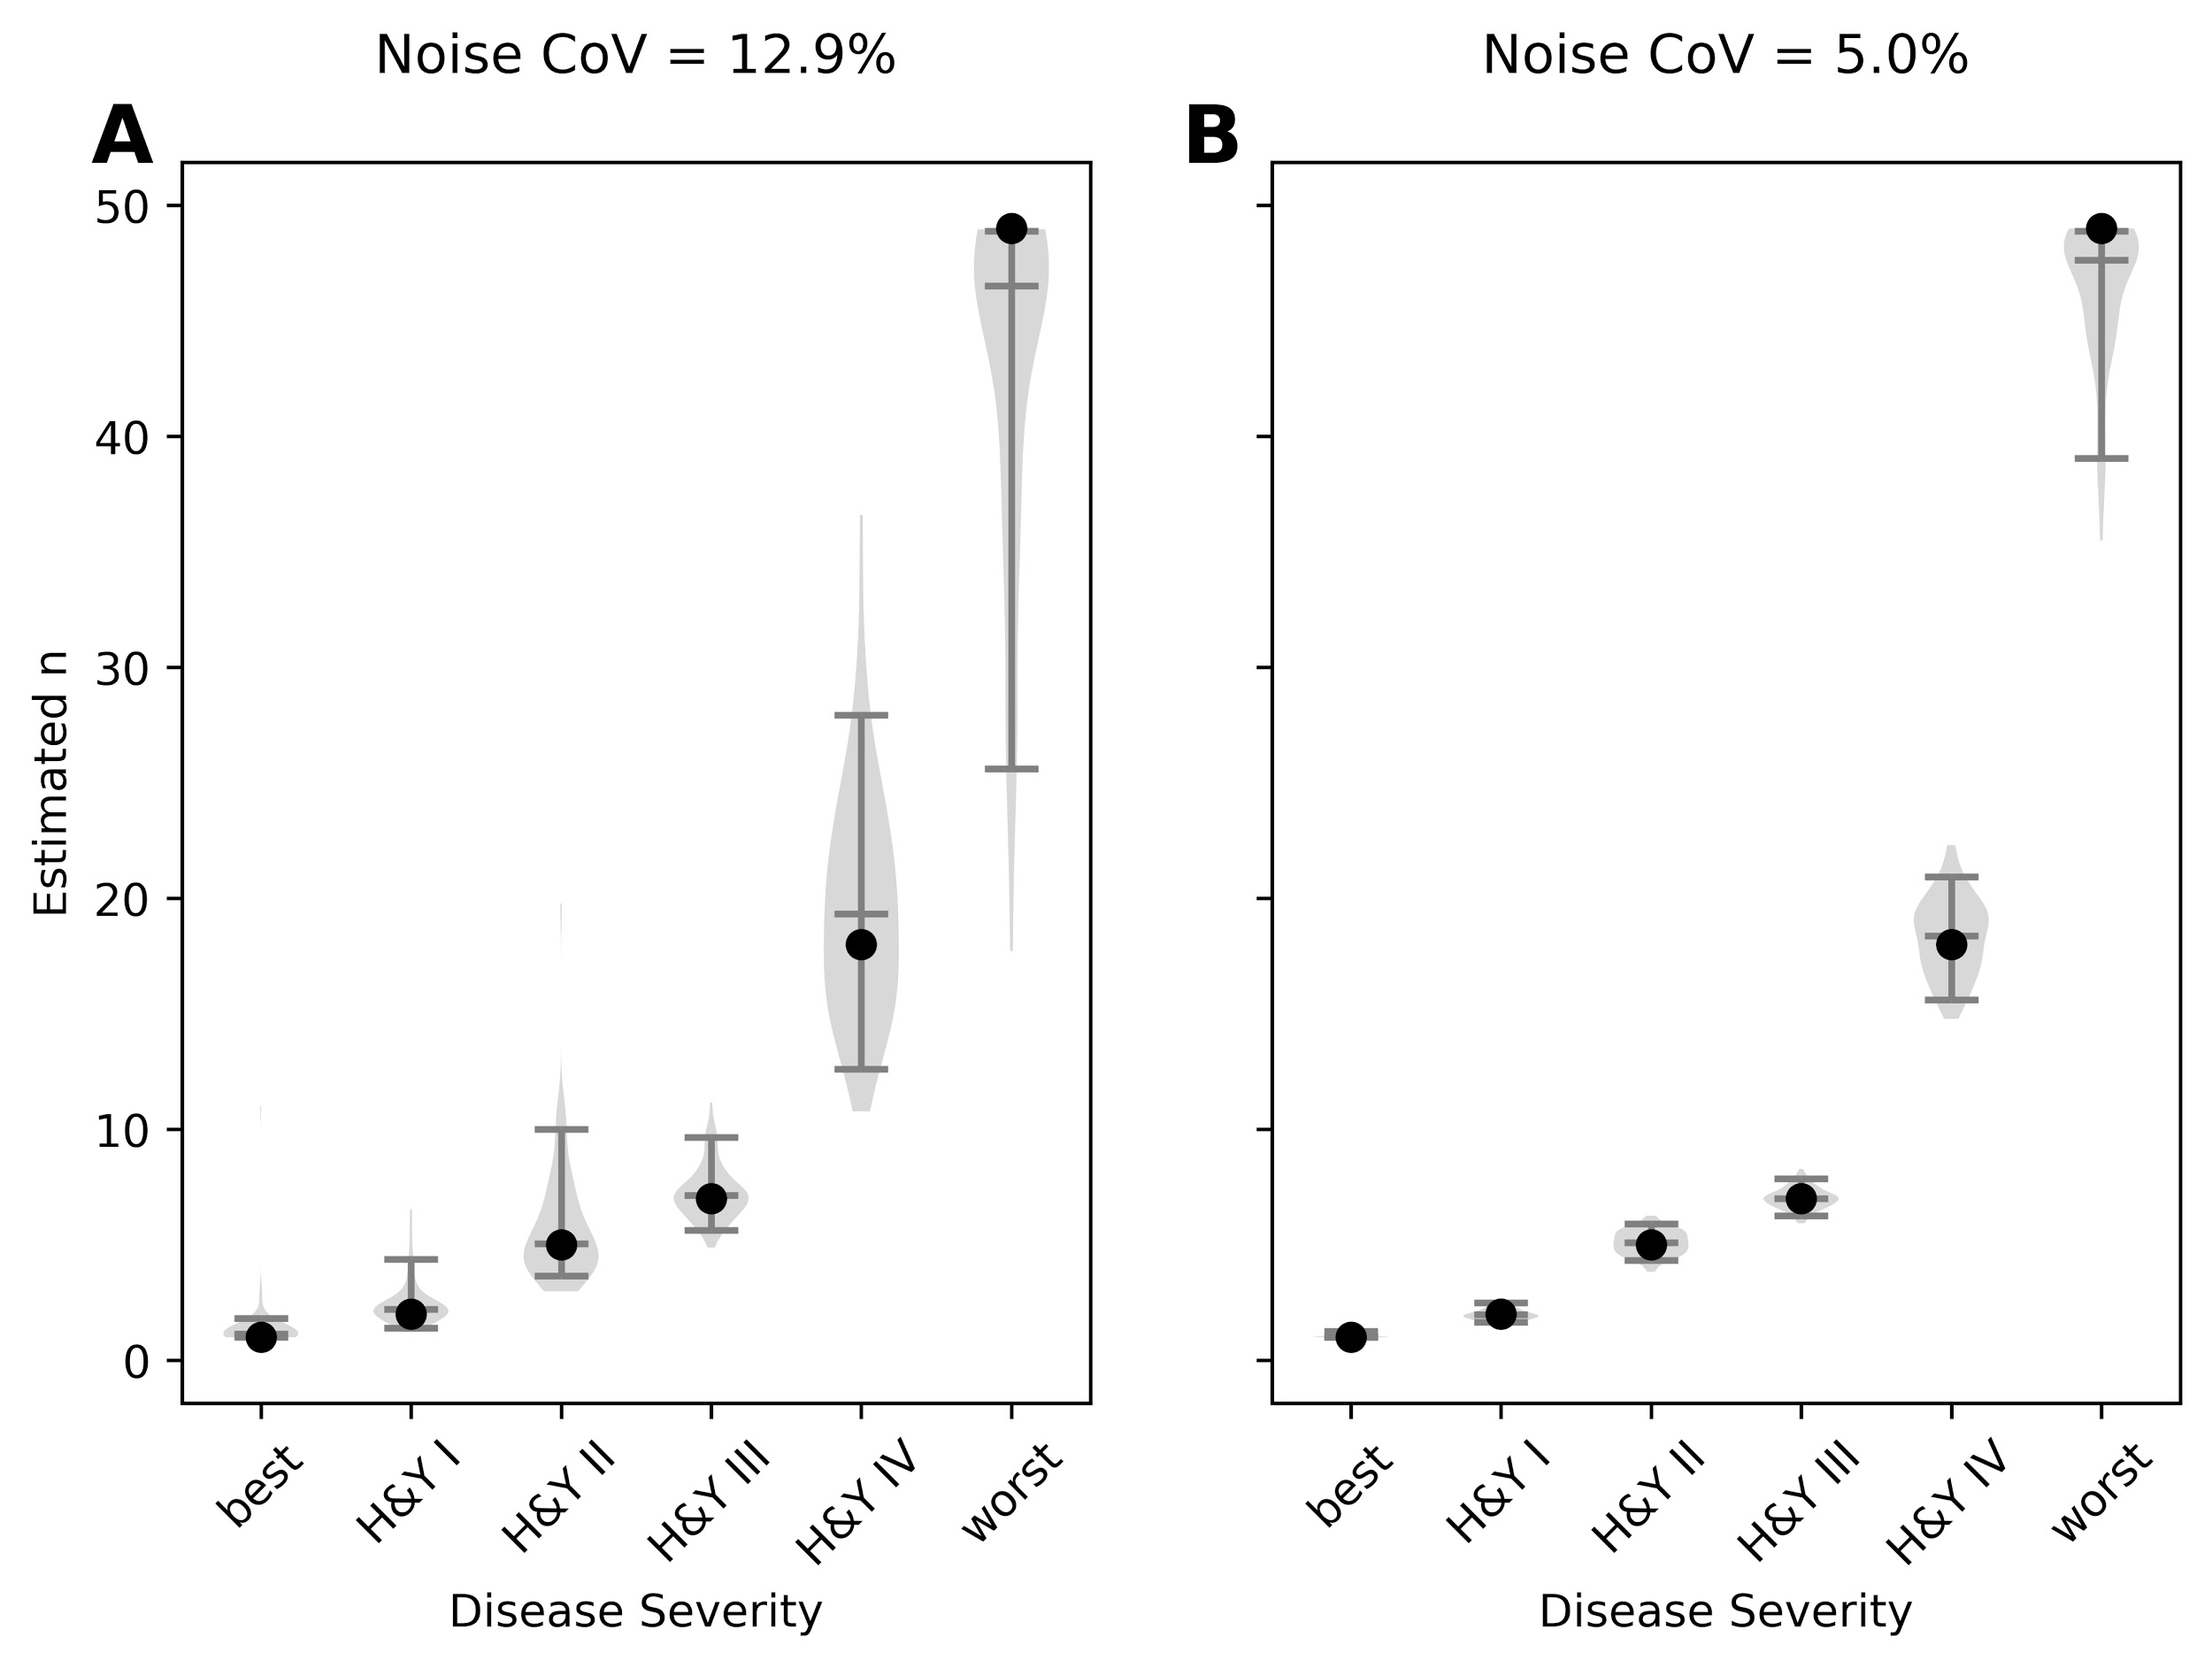 Noise CoV = 12.9%
A
50
40
30
20
10
0
Estimated n
best
H&Y I
H&Y II
H&Y III
H&Y IV
worst
Disease Severity
Noise CoV = 5.0%
B
best
H&Y I
H&Y II
H&Y III
H&Y IV
worst
Disease Severity